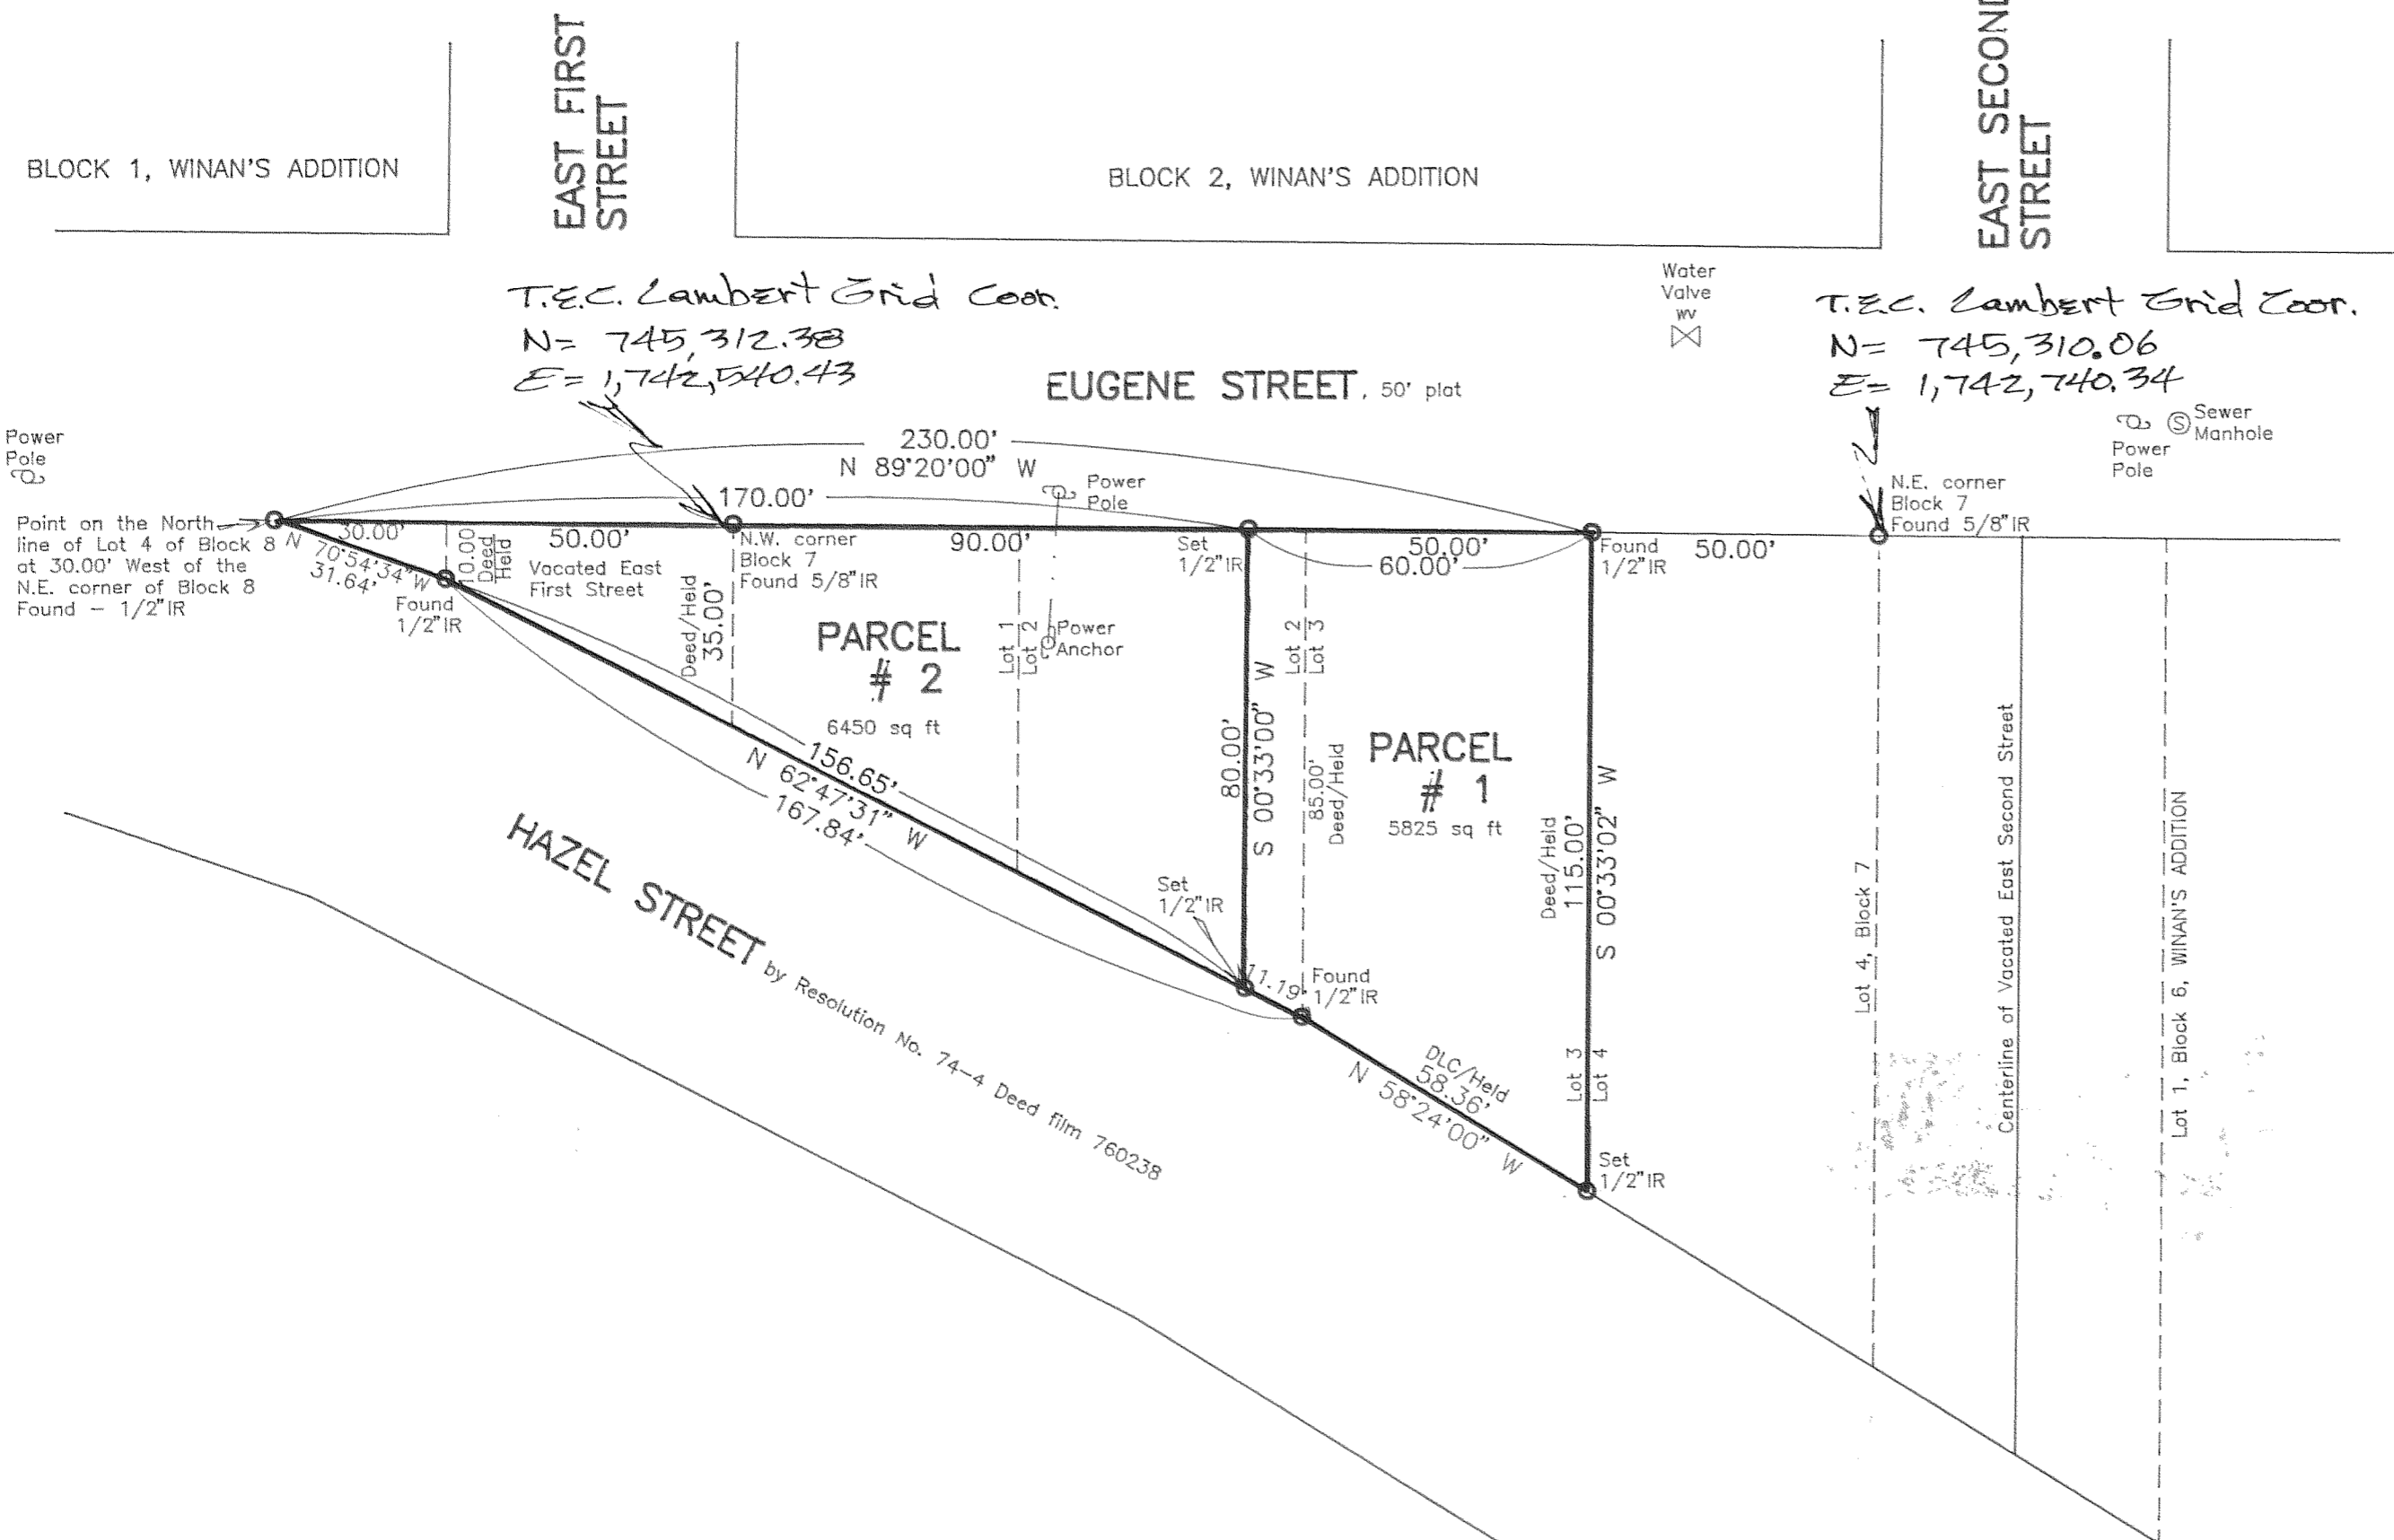 EAST FIRST
STREET
EAST SECOND
STREET
BLOCK 1, WINAN'S ADDITION
BLOCK 2, WINAN'S ADDITION
T.E.C. Lambert Grid Coor.
N= 745,312.38
E= 1,742,540.43
Water
Valve
WV
T.E.C. Lambert Grid Coor.
N= 745,310.06
E= 1,742,740.34
EUGENE STREET, 50' plat
Power
Pole
230.00'
N 89°20'00" W
170.00'
Power
Pole
S Sewer
Manhole
Power
Pole
N.E. corner
Block 7
Found 5/8"IR
Point on the North
line of Lot 4 of Block 8
at 30.00' West of the
N.E. corner of Block 8
Found - 1/2"IR
30.00'
N 70°54'34" W
31.64'
10.00
Deed
Held
50.00'
Vacated East
First Street
Found
1/2"IR
N.W. corner
Block 7
Found 5/8"IR
90.00'
Set
1/2"IR
50.00'
60.00'
Found
1/2"IR
50.00'
Deed/Held
35.00'
PARCEL
# 2
6450 sq ft
Lot 1
Lot 2
Power
Anchor
Lot 2
Lot 3
80.00'
S 00°33'00" W
85.00'
Deed/Held
PARCEL
# 1
5825 sq ft
Deed/Held
115.00'
S 00°33'02" W
156.65'
N 62°47'31" W
167.84'
HAZEL STREET by Resolution No. 74-4 Deed film 760238
Set
1/2"IR
11.19'
Found
1/2"IR
DLC/Held
58.36'
N 58°24'00" W
Lot 3
Lot 4
Set
1/2"IR
Lot 4, Block 7
Centerline of Vacated East Second Street
Lot 1, Block 6, WINAN'S ADDITION